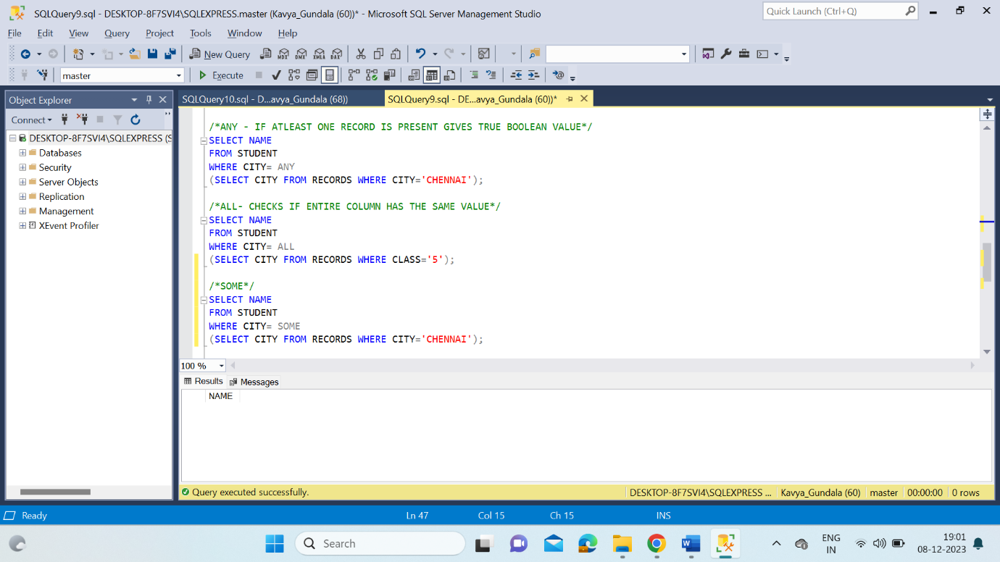 SQLQuery9.sql - DESKTOP-8F7SVI4\SQLEXPRESS.master (Kavya_Gundala (60))* - Microsoft SQL Server Management Studio
Quick Launch (Ctrl+Q)
File Edit View Query Project Tools Window Help
New Query MDX DMX XMLA DAX
master Execute
Object Explorer
SQLQuery10.sql - D...avya_Gundala (68))
SQLQuery9.sql - DE...avya_Gundala (60))*
Connect
DESKTOP-8F7SVI4\SQLEXPRESS (S
Databases
Security
Server Objects
Replication
Management
XEvent Profiler
/*ANY - IF ATLEAST ONE RECORD IS PRESENT GIVES TRUE BOOLEAN VALUE*/
SELECT NAME
FROM STUDENT
WHERE CITY= ANY
(SELECT CITY FROM RECORDS WHERE CITY='CHENNAI');
/*ALL- CHECKS IF ENTIRE COLUMN HAS THE SAME VALUE*/
SELECT NAME
FROM STUDENT
WHERE CITY= ALL
(SELECT CITY FROM RECORDS WHERE CLASS='5');
/*SOME*/
SELECT NAME
FROM STUDENT
WHERE CITY= SOME
(SELECT CITY FROM RECORDS WHERE CITY='CHENNAI');
100 %
Results Messages
NAME
Query executed successfully.
DESKTOP-8F7SVI4\SQLEXPRESS ... Kavya_Gundala (60) master 00:00:00 0 rows
Ready Ln 47 Col 15 Ch 15 INS
Search
ENG
IN
19:01
08-12-2023